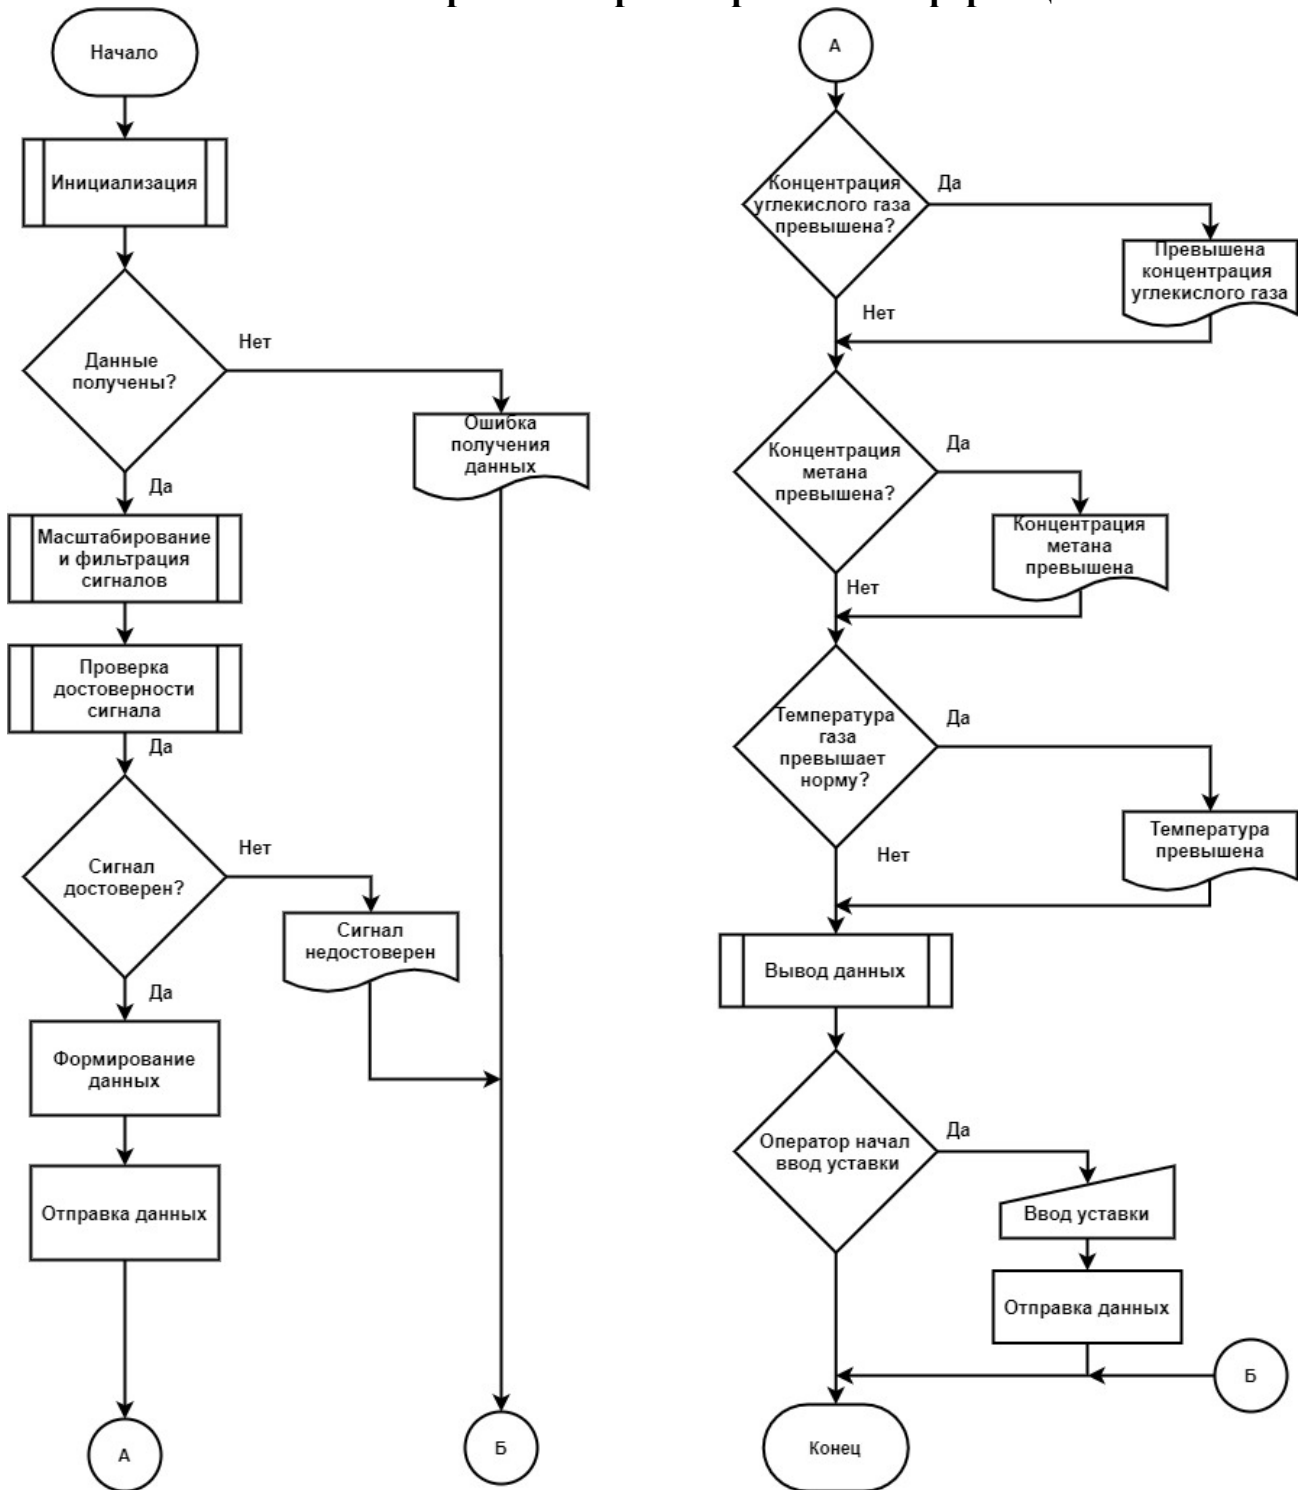 Начало
Инициализация
Данные
получены?
Нет
Ошибка
получения
данных
Да
Масштабирование
и фильтрация
сигналов
Проверка
достоверности
сигнала
Да
Сигнал
достоверен?
Нет
Сигнал
недостоверен
Да
Формирование
данных
Отправка данных
А
Б
А
Концентрация
углекислого газа
превышена?
Да
Превышена
концентрация
углекислого газа
Нет
Концентрация
метана
превышена?
Да
Концентрация
метана
превышена
Нет
Температура
газа
превышает
норму?
Да
Температура
превышена
Нет
Вывод данных
Оператор начал
ввод уставки
Да
Ввод уставки
Отправка данных
Б
Конец